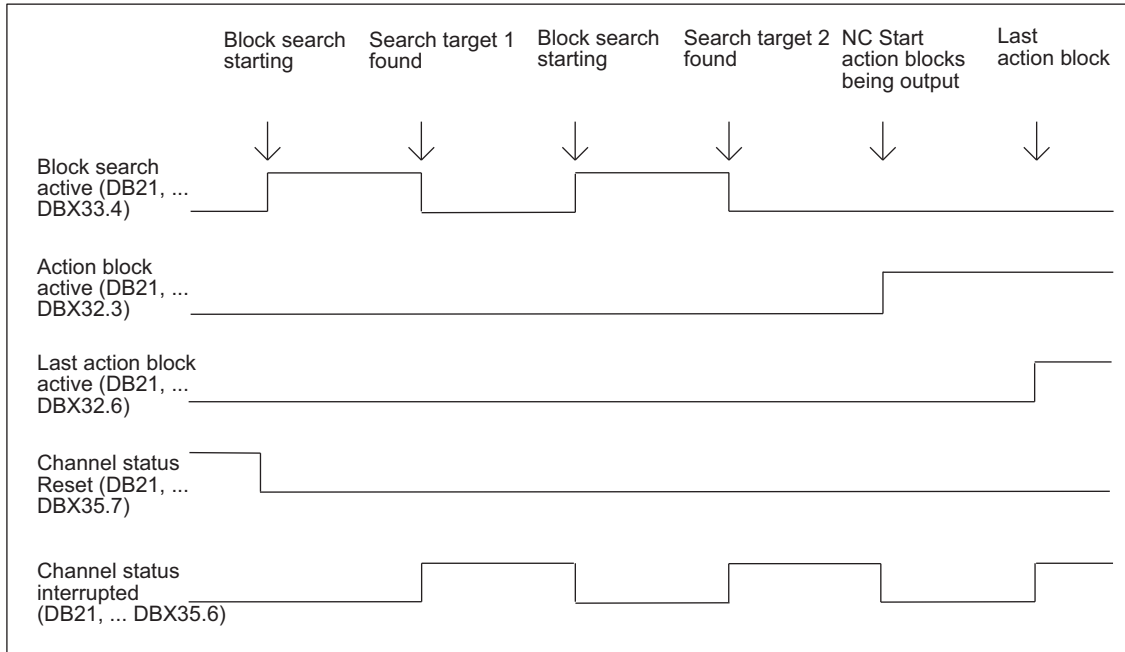 Block search
starting
Search target 1
found
Block search
starting
Search target 2
found
NC Start
action blocks
being output
Last
action block
Block search
active (DB21, ...
DBX33.4)
Action block
active (DB21, ...
DBX32.3)
Last action block
active (DB21, ...
DBX32.6)
Channel status
Reset (DB21, ...
DBX35.7)
Channel status
interrupted
(DB21, ... DBX35.6)